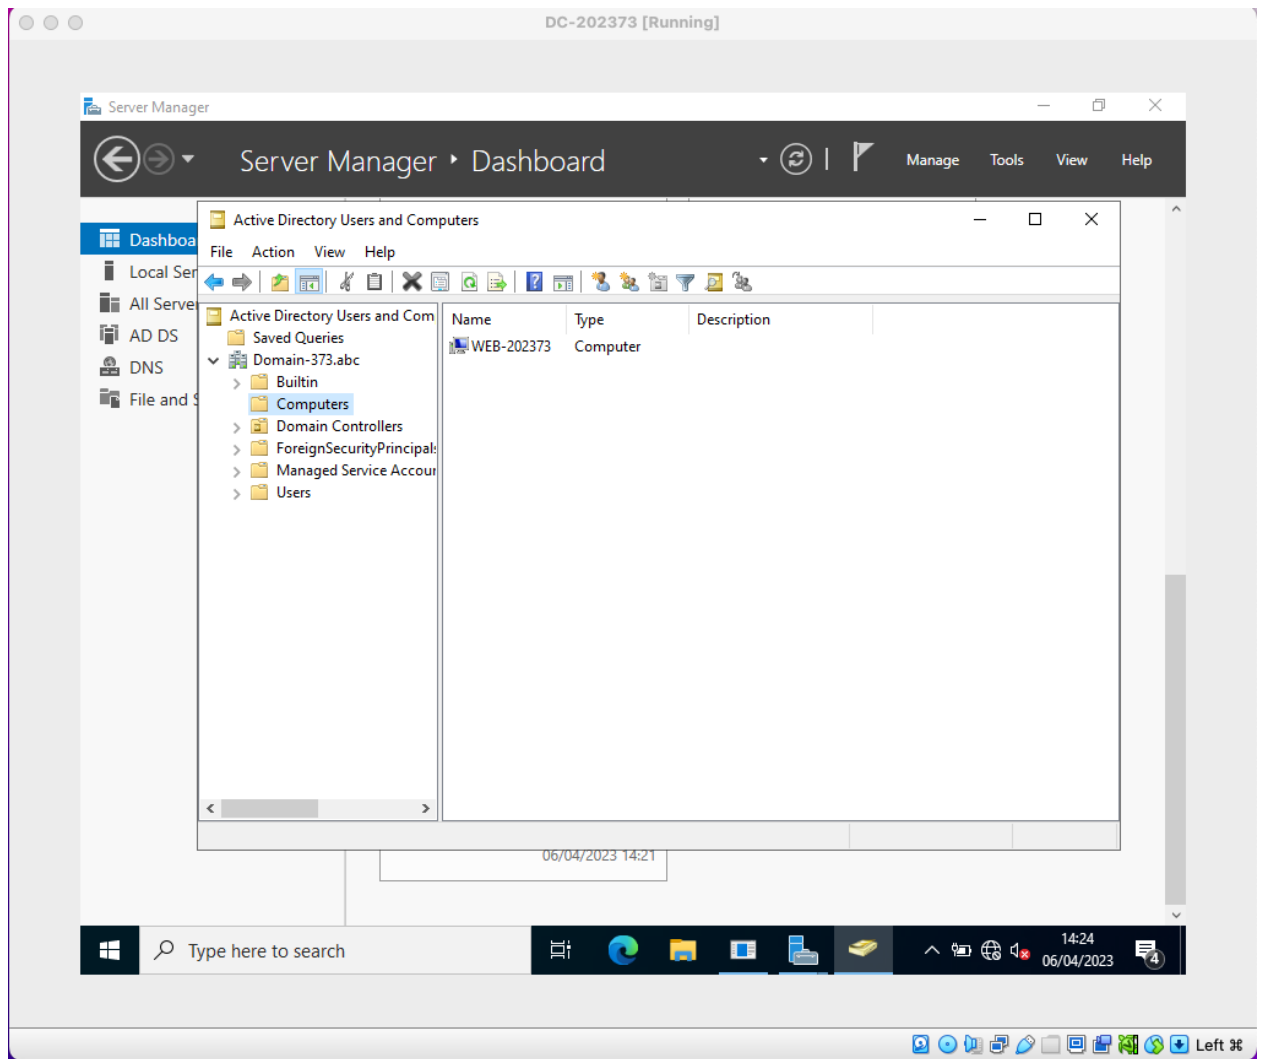 DC-202373 [Running]
Server Manager
Server Manager • Dashboard
Manage Tools View Help
Active Directory Users and Computers
File Action View Help
Dashboa
Local Ser
All Server
AD DS
DNS
File and S
Active Directory Users and Com
Saved Queries
Domain-373.abc
Builtin
Computers
Domain Controllers
ForeignSecurityPrincipals
Managed Service Accour
Users
Name Type Description
WEB-202373 Computer
06/04/2023 14:21
Type here to search
14:24
06/04/2023
4
Left ⌘